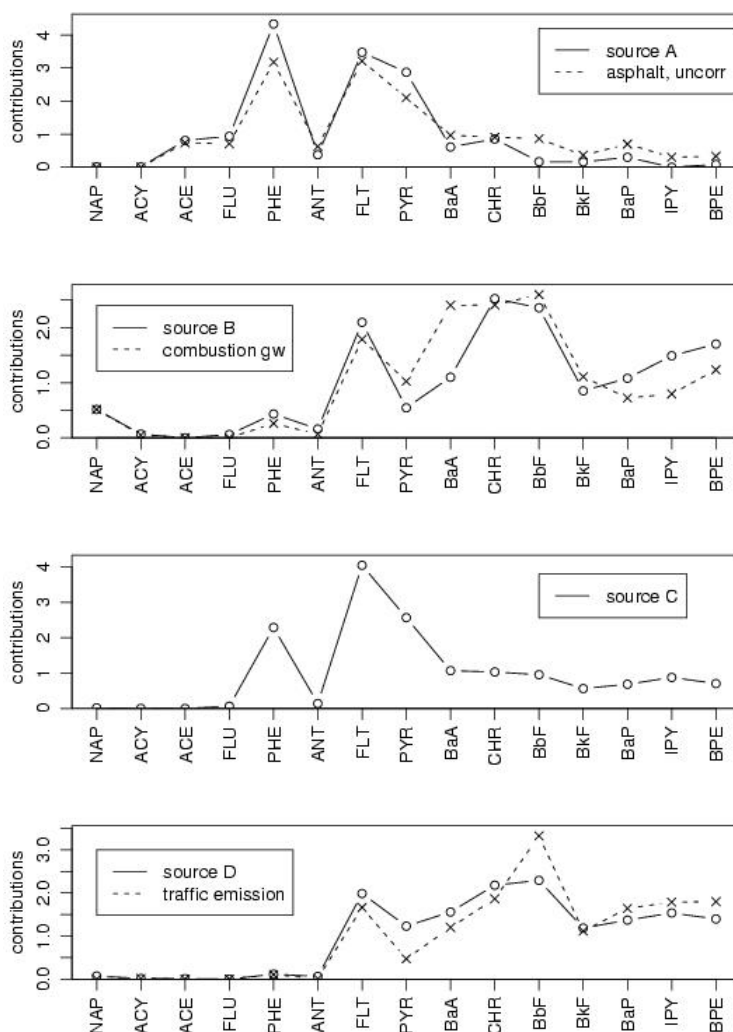 contributions
0 1 2 3 4
source A
asphalt, uncorr
NAP ACY ACE FLU PHE ANT FLT PYR BaA CHR BbF BkF BaP IPY BPE
contributions
0.0 1.0 2.0
source B
combustion gw
NAP ACY ACE FLU PHE ANT FLT PYR BaA CHR BbF BkF BaP IPY BPE
contributions
0 1 2 3 4
source C
NAP ACY ACE FLU PHE ANT FLT PYR BaA CHR BbF BkF BaP IPY BPE
contributions
0.0 1.0 2.0 3.0
source D
traffic emission
NAP ACY ACE FLU PHE ANT FLT PYR BaA CHR BbF BkF BaP IPY BPE